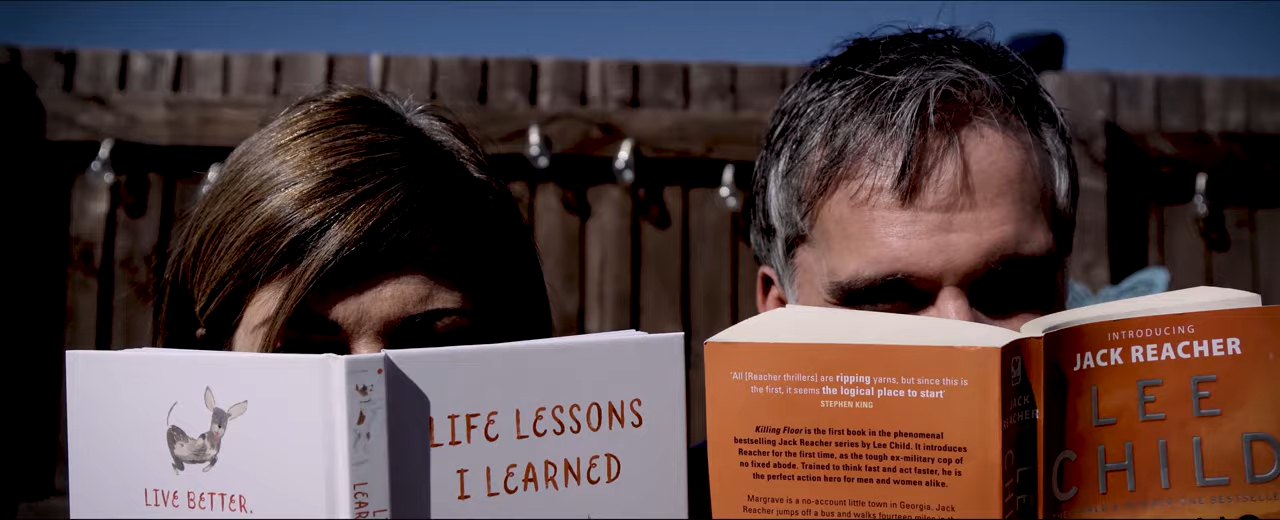 LIVE BETTER.
LIFE LESSONS
I LEARNED
'All [Reacher thrillers] are ripping yarns, but since this is
the first, it seems the logical place to start'
STEPHEN KING
Killing Floor is the first book in the phenomenal
bestselling Jack Reacher series by Lee Child. It introduces
Reacher for the first time, as the tough ex-military cop of
no fixed abode. Trained to think fast and act faster, he is
the perfect action hero for men and women alike.
Margrave is a no-account little town in Georgia. Jack
Reacher jumps off a bus and walks fourteen miles in the
JACK
REACHER
INTRODUCING
JACK REACHER
LEE
CHILD